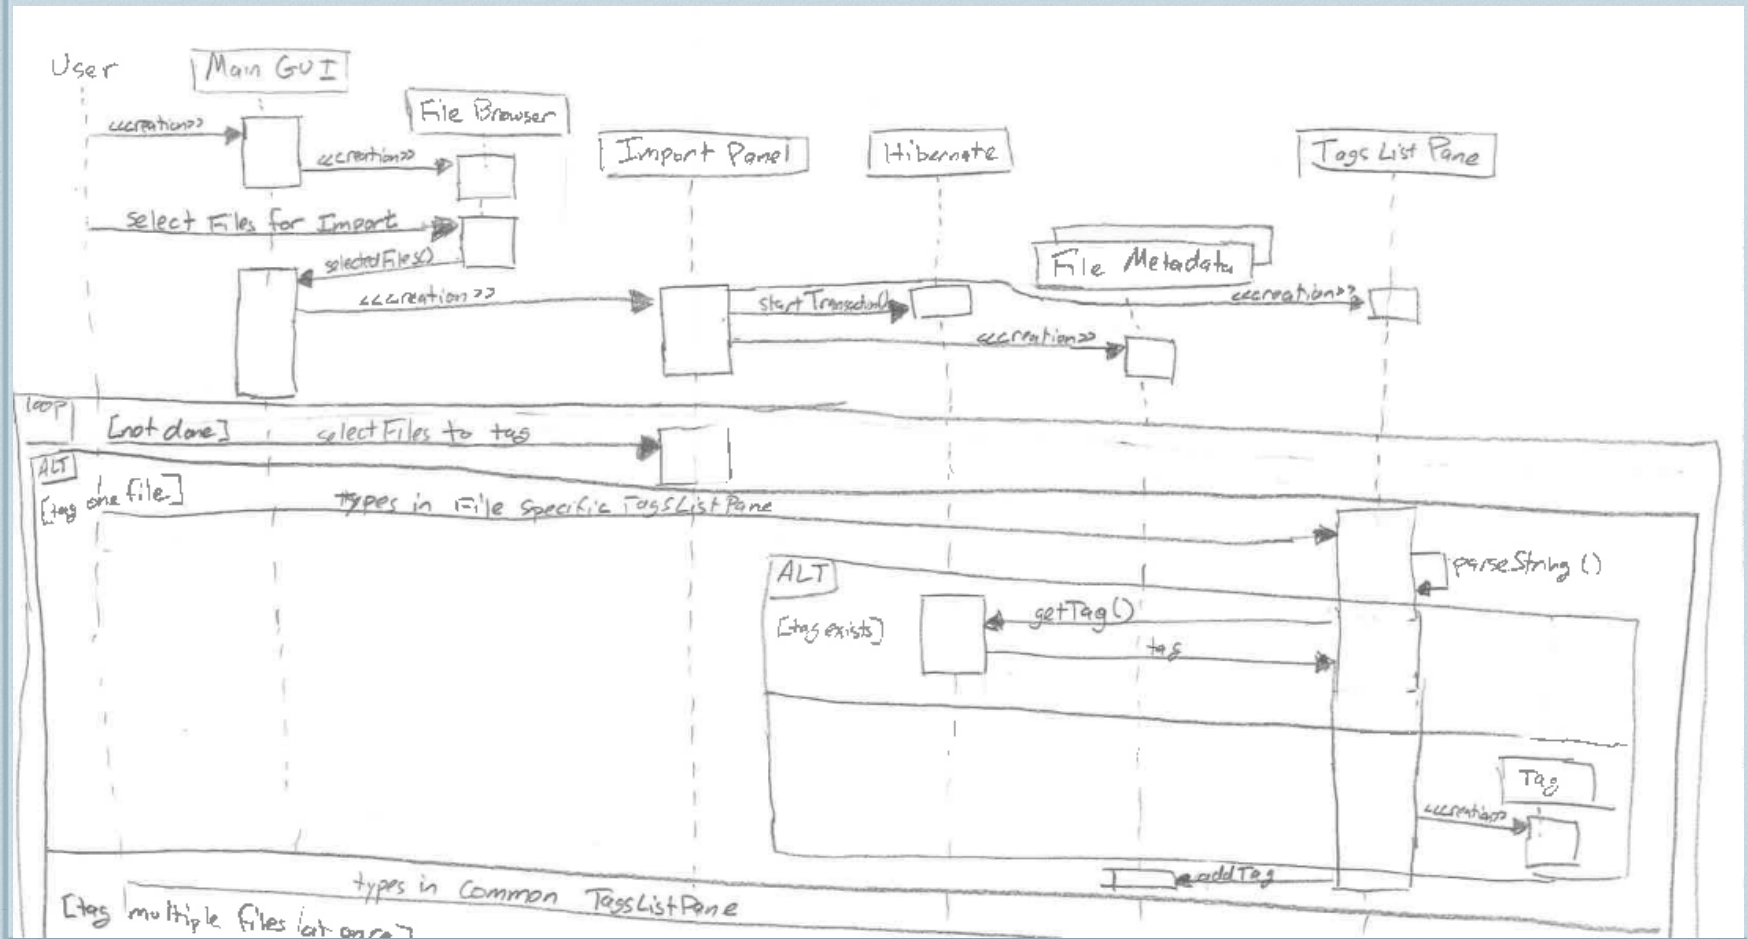 User
Main GUI
File Browser
Import Panel
Hibernate
Tags List Pane
<<creation>>
<<creation>>
select Files for Import
selectedFiles()
File Metadata
<<creation>>
startTransaction()
<<creation>>
<<creation>>
loop
[not done]
select Files to tag
ALT
[tag one file]
types in File Specific TagsListPane
parseString ()
ALT
[tag exists]
getTag()
tag
Tag
<<creation>>
addTag
types in Common TagsListPane
[tag multiple files at once]